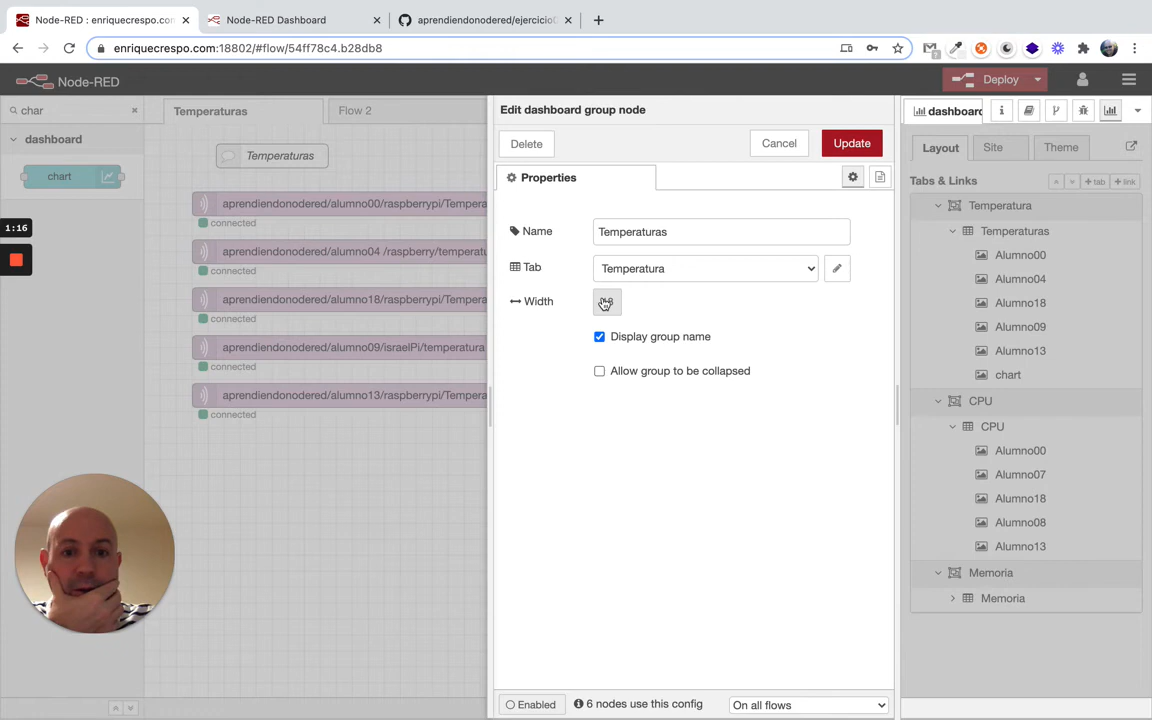 Node-RED : enriquecrespo.con
Node-RED Dashboard
aprendiendonodered/ejercicio0
enriquecrespo.com:18802/#flow/54ff78c4.b28db8
Node-RED
Deploy
char
Temperaturas
Flow 2
Edit dashboard group node
dashboard
dashboard
Delete
Cancel
Update
Layout
Site
Theme
Temperaturas
chart
Properties
Tabs & Links
tab
link
aprendiendonodered/alumno00/raspberrypi/Tempera
connected
aprendiendonodered/alumno04 /raspberry/temperatu
connected
aprendiendonodered/alumno18/raspberrypi/Tempera
connected
aprendiendonodered/alumno09/israelPi/temperatura
connected
aprendiendonodered/alumno13/raspberrypi/Tempera
connected
1:16
Name
Temperaturas
Tab
Temperatura
Width
Display group name
Allow group to be collapsed
Temperatura
Temperaturas
Alumno00
Alumno04
Alumno18
Alumno09
Alumno13
chart
CPU
CPU
Alumno00
Alumno07
Alumno18
Alumno08
Alumno13
Memoria
Memoria
Enabled
6 nodes use this config
On all flows